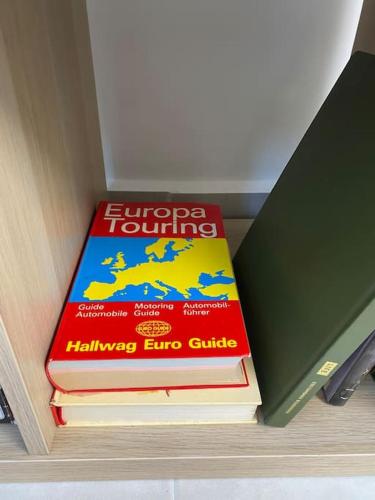 Europa
Touring
Guide
Automobile
Motoring
Guide
Automobil-
führer
EURO GUIDE
Hallwag Euro Guide